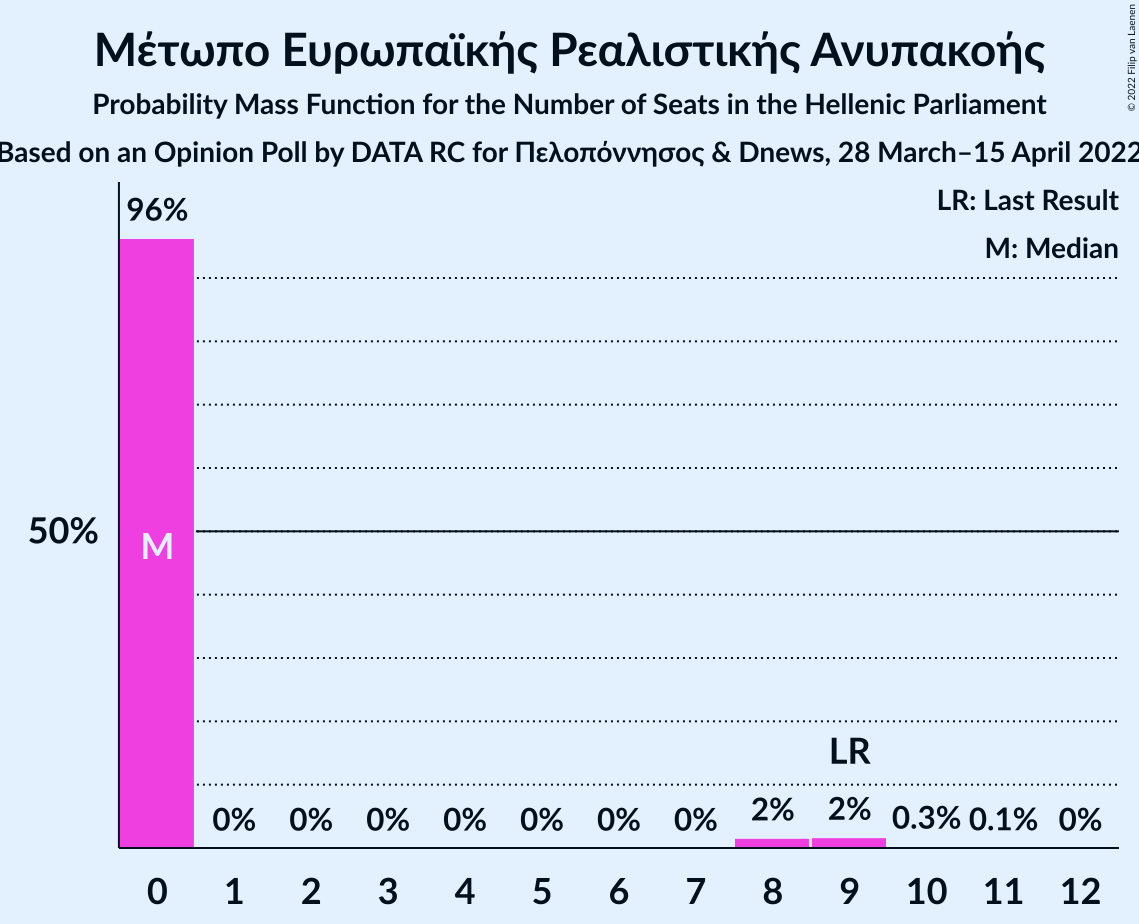 Μέτωπο Ευρωπαϊκής Ρεαλιστικής Ανυπακοής
Probability Mass Function for the Number of Seats in the Hellenic Parliament
Based on an Opinion Poll by DATA RC for Πελοπόννησος & Dnews, 28 March–15 April 2022
© 2022 Filip van Laenen
LR: Last Result
M: Median
96%
50%
M
LR
0% 0% 0% 0% 0% 0% 0% 2% 2% 0.3% 0.1% 0%
0 1 2 3 4 5 6 7 8 9 10 11 12